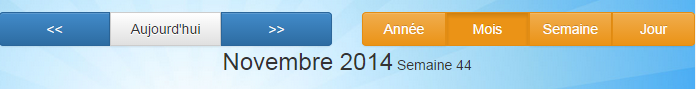 << Aujourd'hui >> Année Mois Semaine Jour
Novembre 2014 Semaine 44